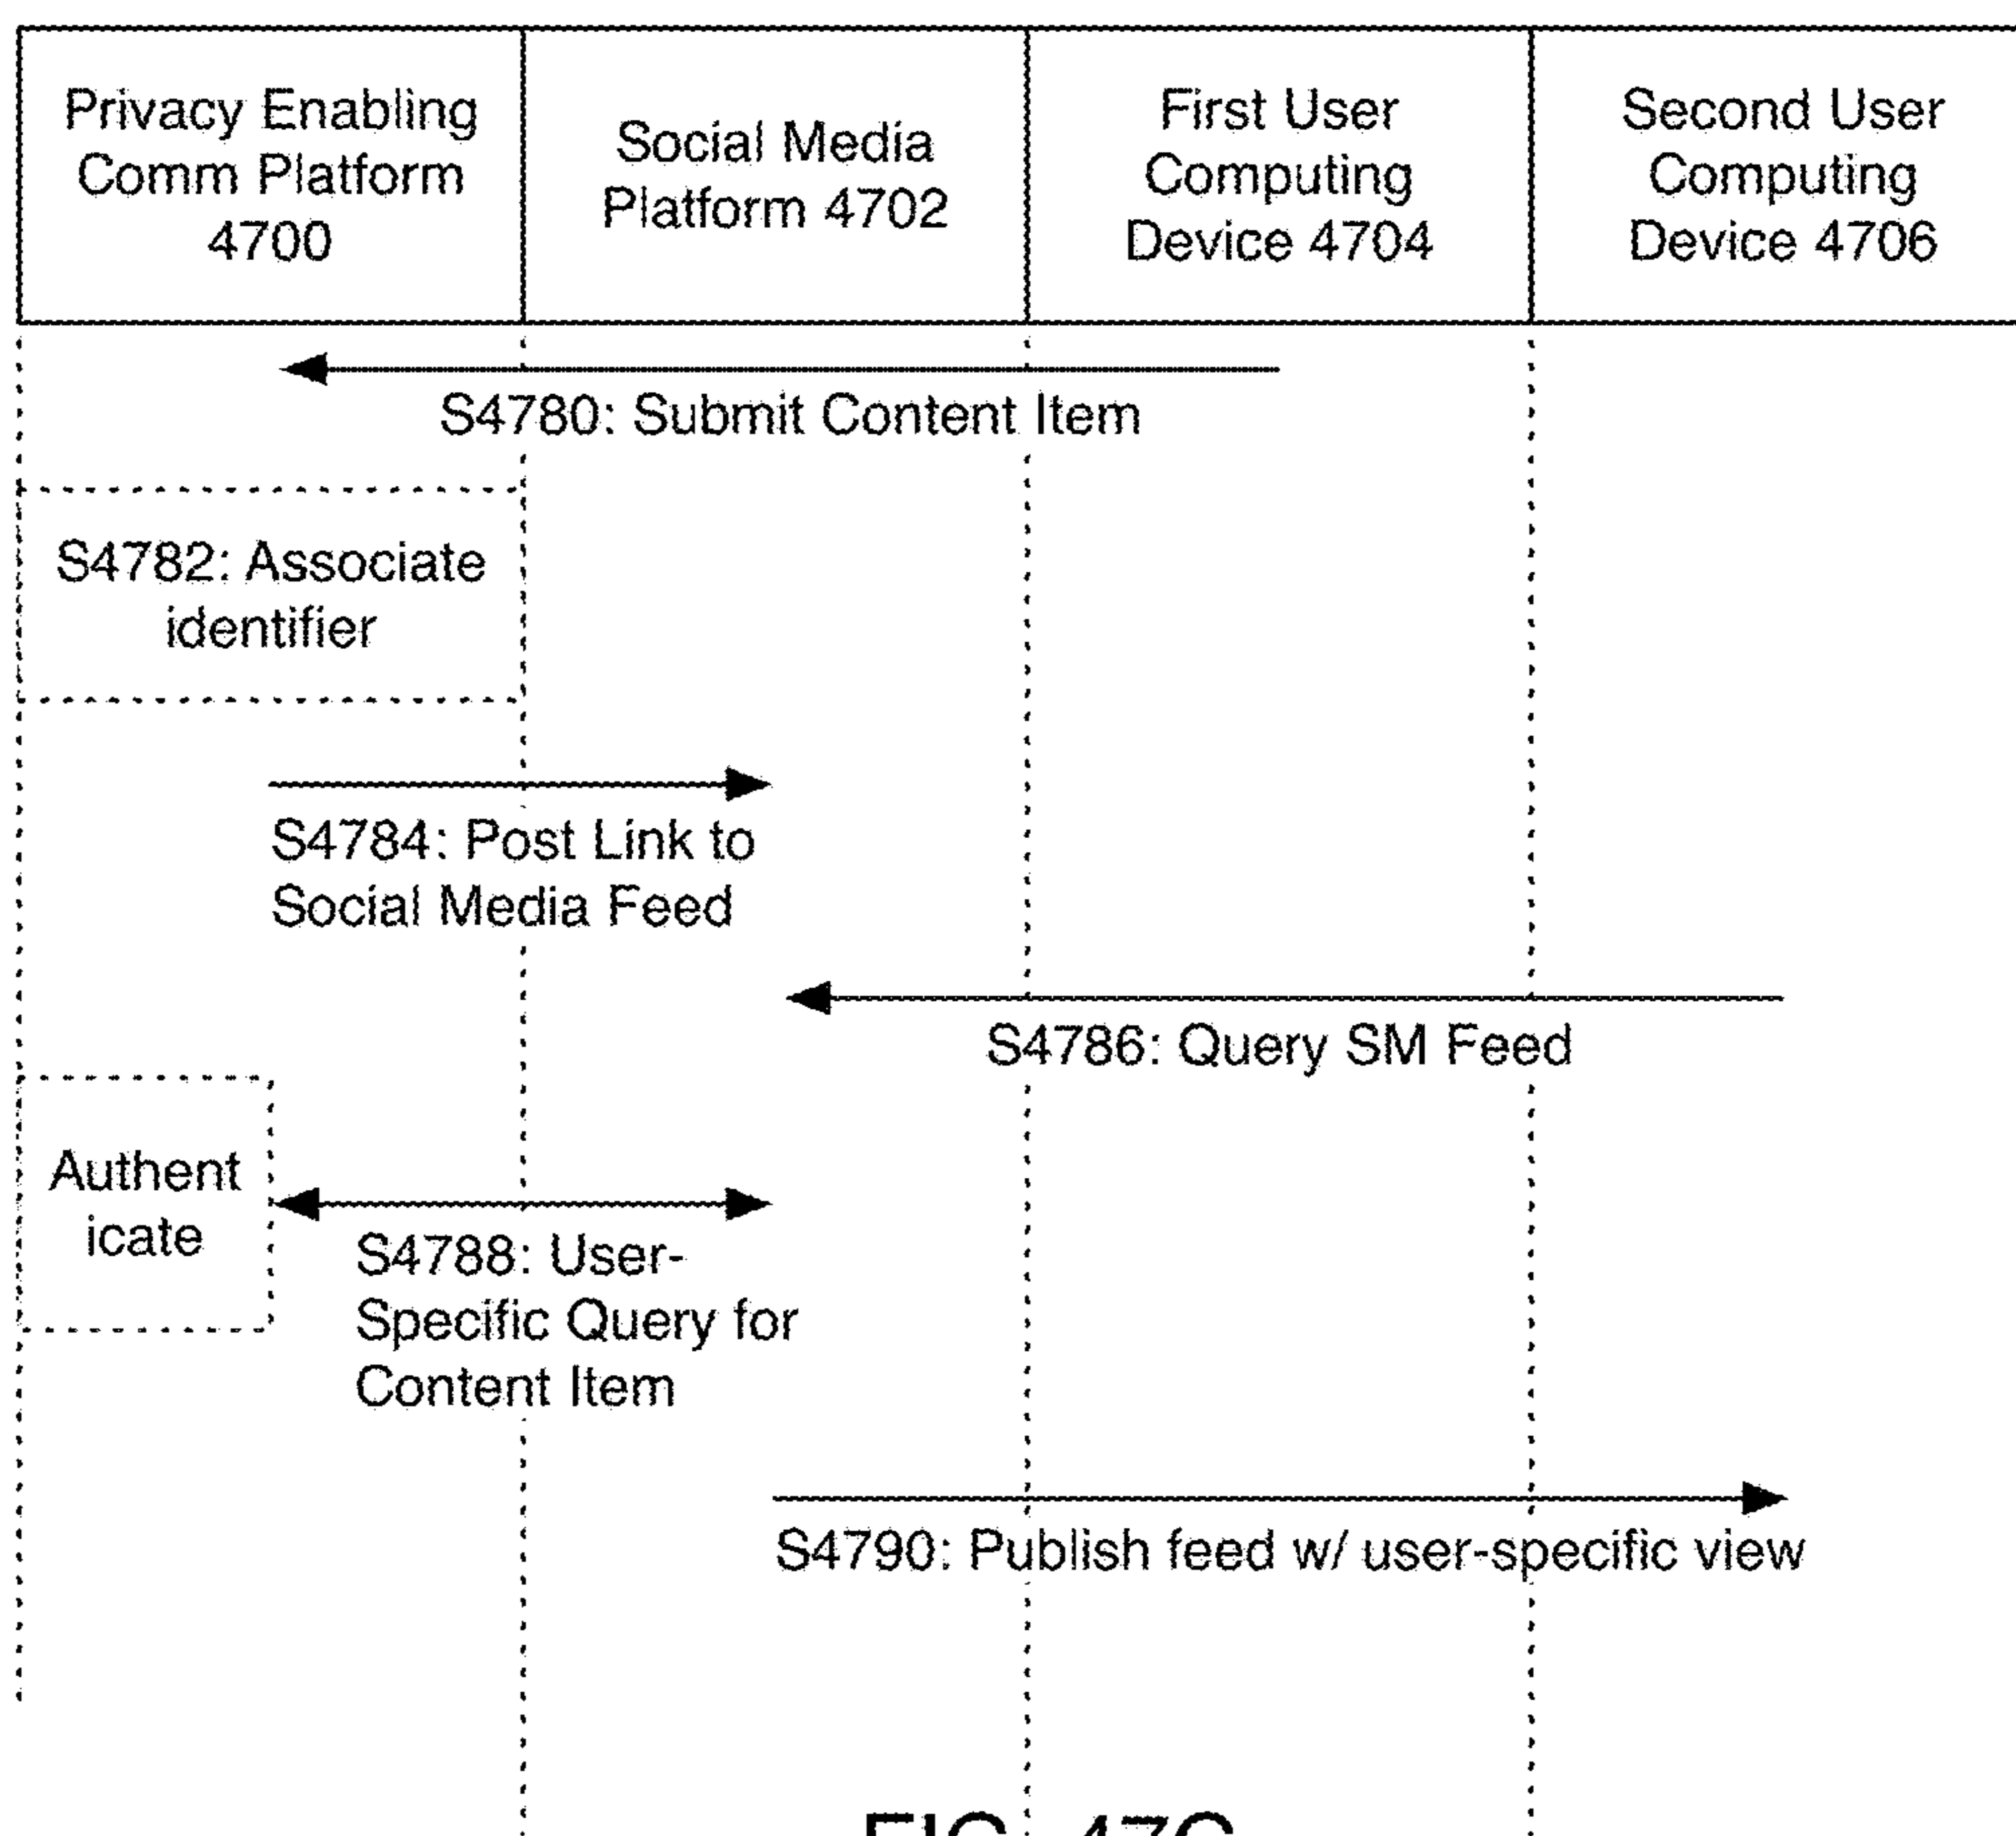 Privacy Enabling
Comm Platform
4700
Social Media
Platform 4702
First User
Computing
Device 4704
Second User
Computing
Device 4706
S4780: Submit Content Item
S4782: Associate
identifier
S4784: Post Link to
Social Media Feed
S4786: Query SM Feed
Authent
icate
S4788: User-
Specific Query for
Content Item
S4790: Publish feed w/ user-specific view
FIG. 47C